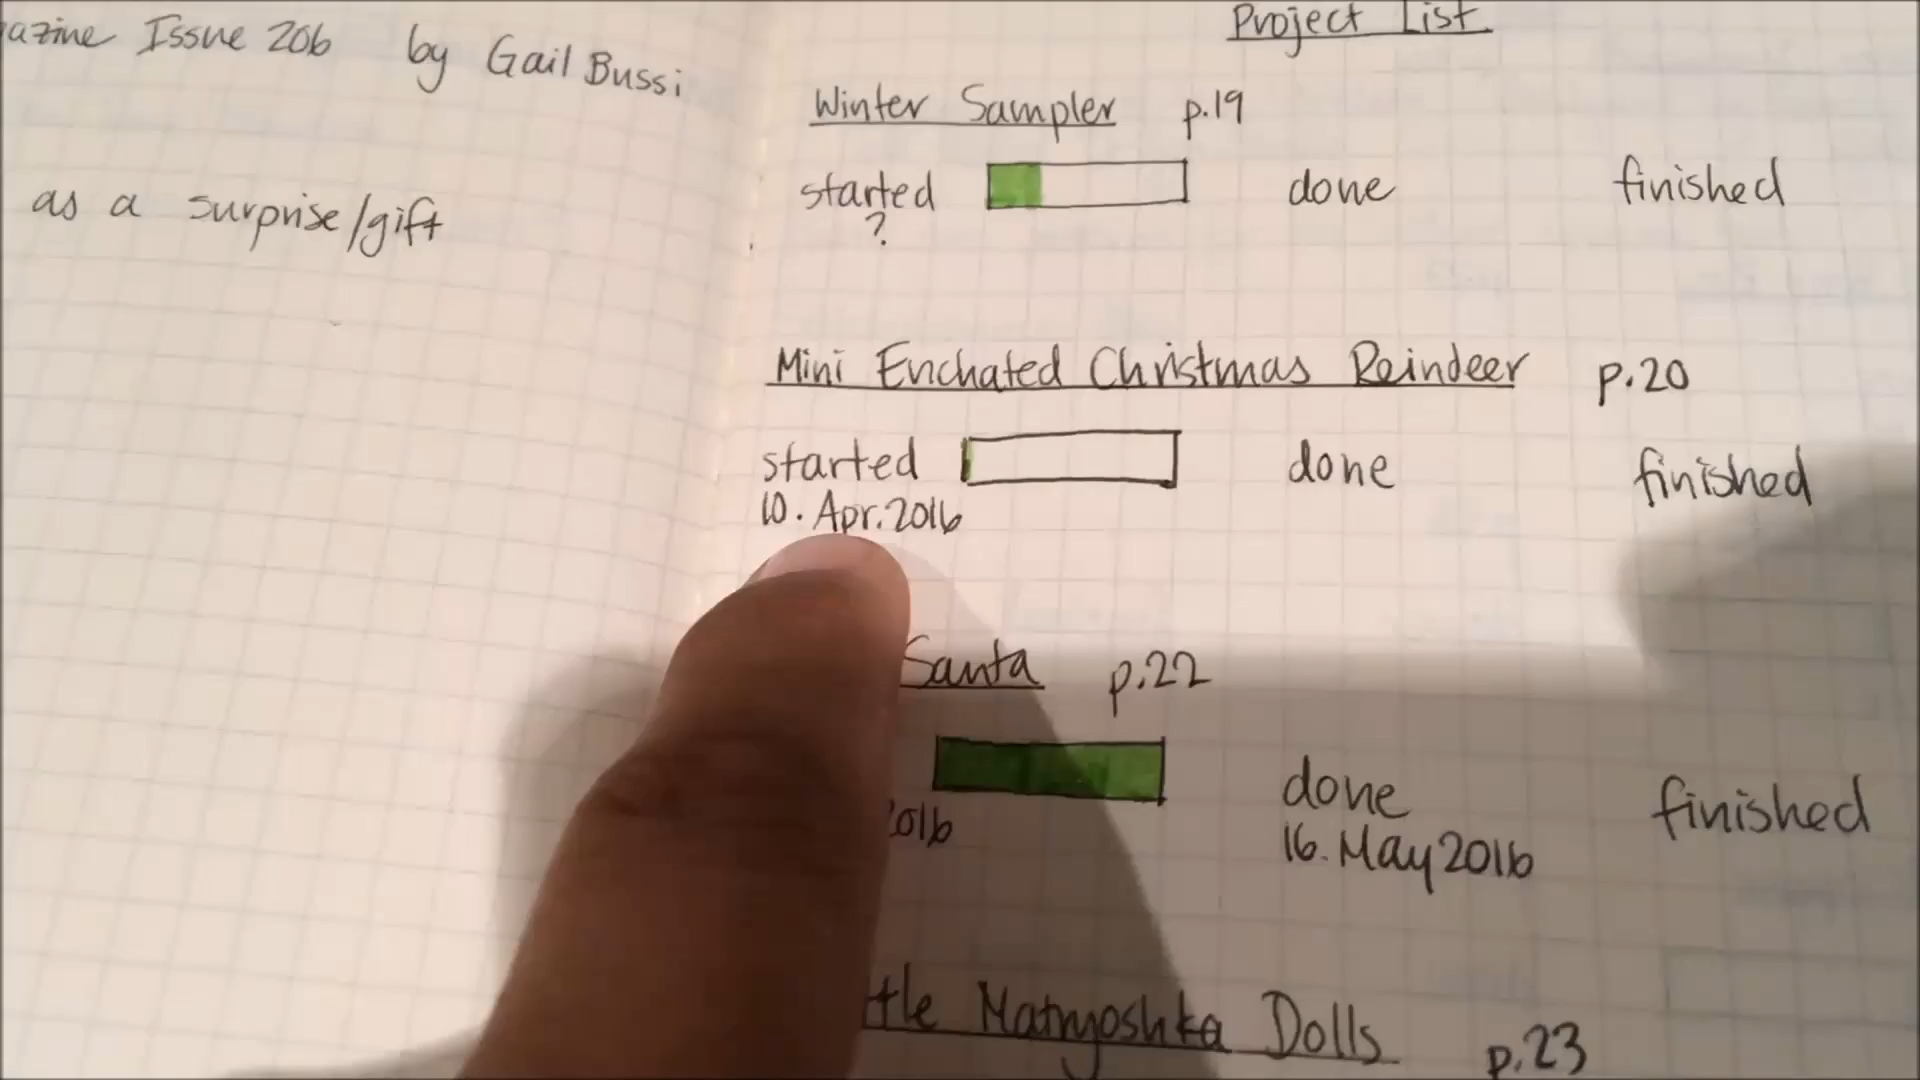 Issue 206 by Gail Bussi
as a surprise/gift
Project List
Winter Sampler p.19
started done finished
?
Mini Enchated Christmas Reindeer p.20
started done finished
10. Apr. 2016
Santa p.22
done finished
2016 16. May 2016
Matryoshka Dolls p.23